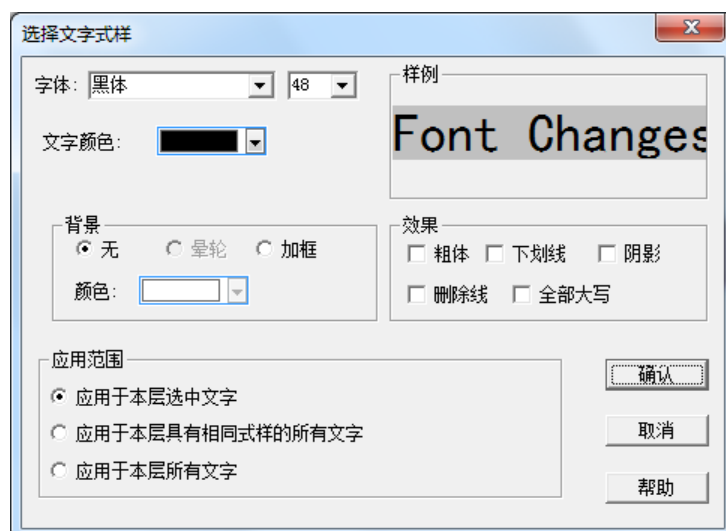 选择文字式样
字体: 黑体 48
样例
文字颜色:
Font Changes
背景
无 晕轮 加框
颜色:
效果
粗体 下划线 阴影
删除线 全部大写
应用范围
应用于本层选中文字
应用于本层具有相同式样的所有文字
应用于本层所有文字
确认
取消
帮助